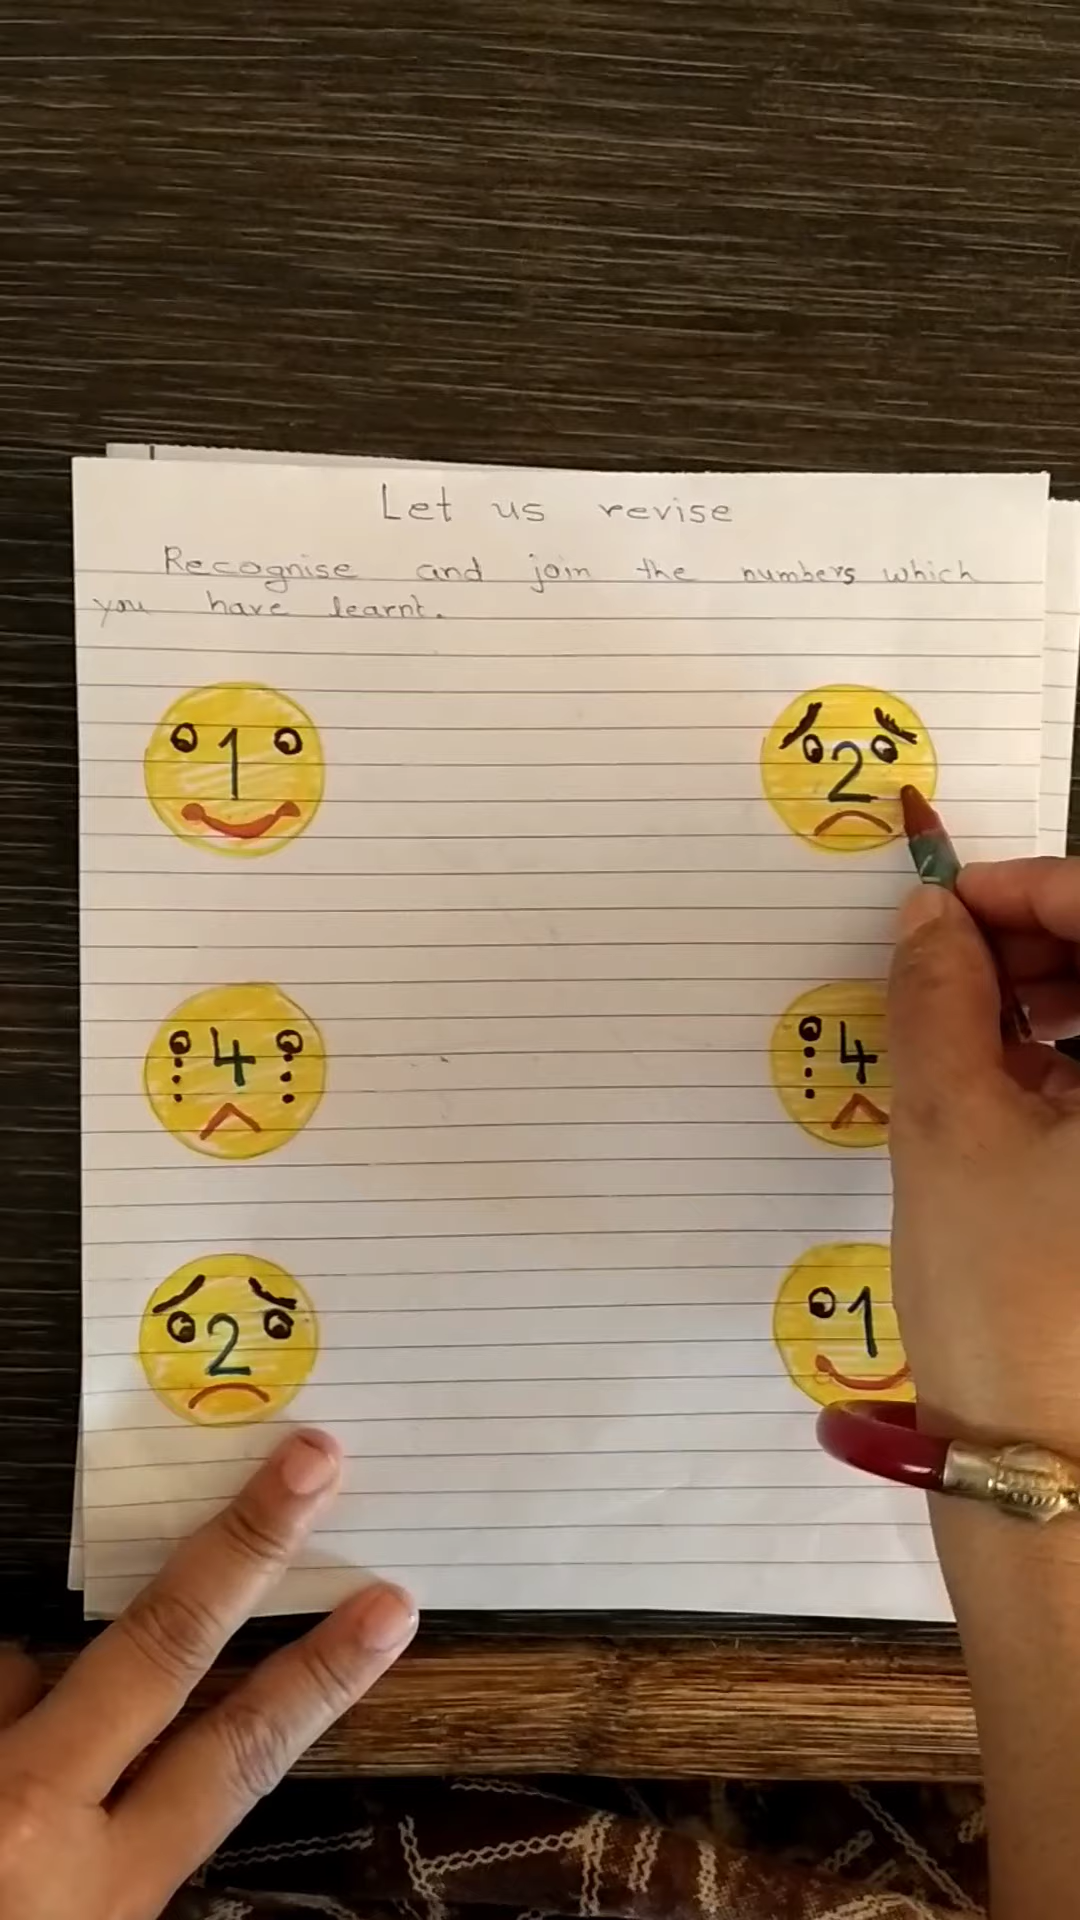 Let us revise
Recognise and join the numbers which
you have learnt.
1 2
4 4
2 1